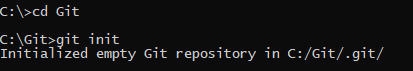 C:\>cd Git
C:\Git>git init
Initialized empty Git repository in C:/Git/.git/